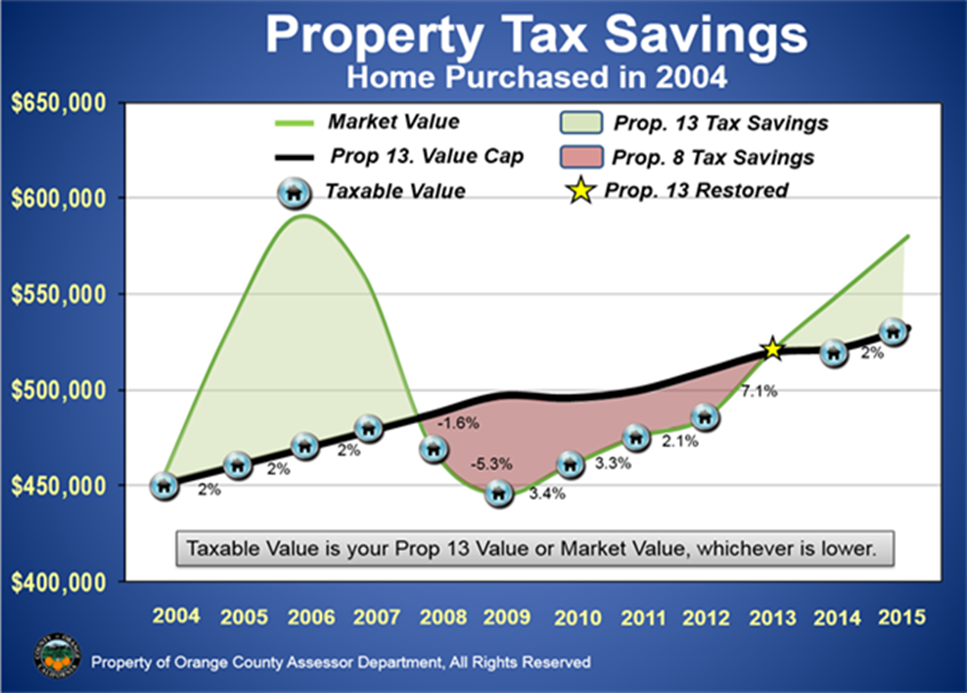 Property Tax Savings
Home Purchased in 2004
$650,000
$600,000
$550,000
$500,000
$450,000
$400,000
Market Value
Prop. 13 Tax Savings
Prop 13. Value Cap
Prop. 8 Tax Savings
Taxable Value
Prop. 13 Restored
2%
2%
2%
-1.6%
-5.3%
3.4%
3.3%
2.1%
7.1%
2%
Taxable Value is your Prop 13 Value or Market Value, whichever is lower.
2004 2005 2006 2007 2008 2009 2010 2011 2012 2013 2014 2015
COUNTY OF ORANGE
CALIFORNIA
Property of Orange County Assessor Department, All Rights Reserved